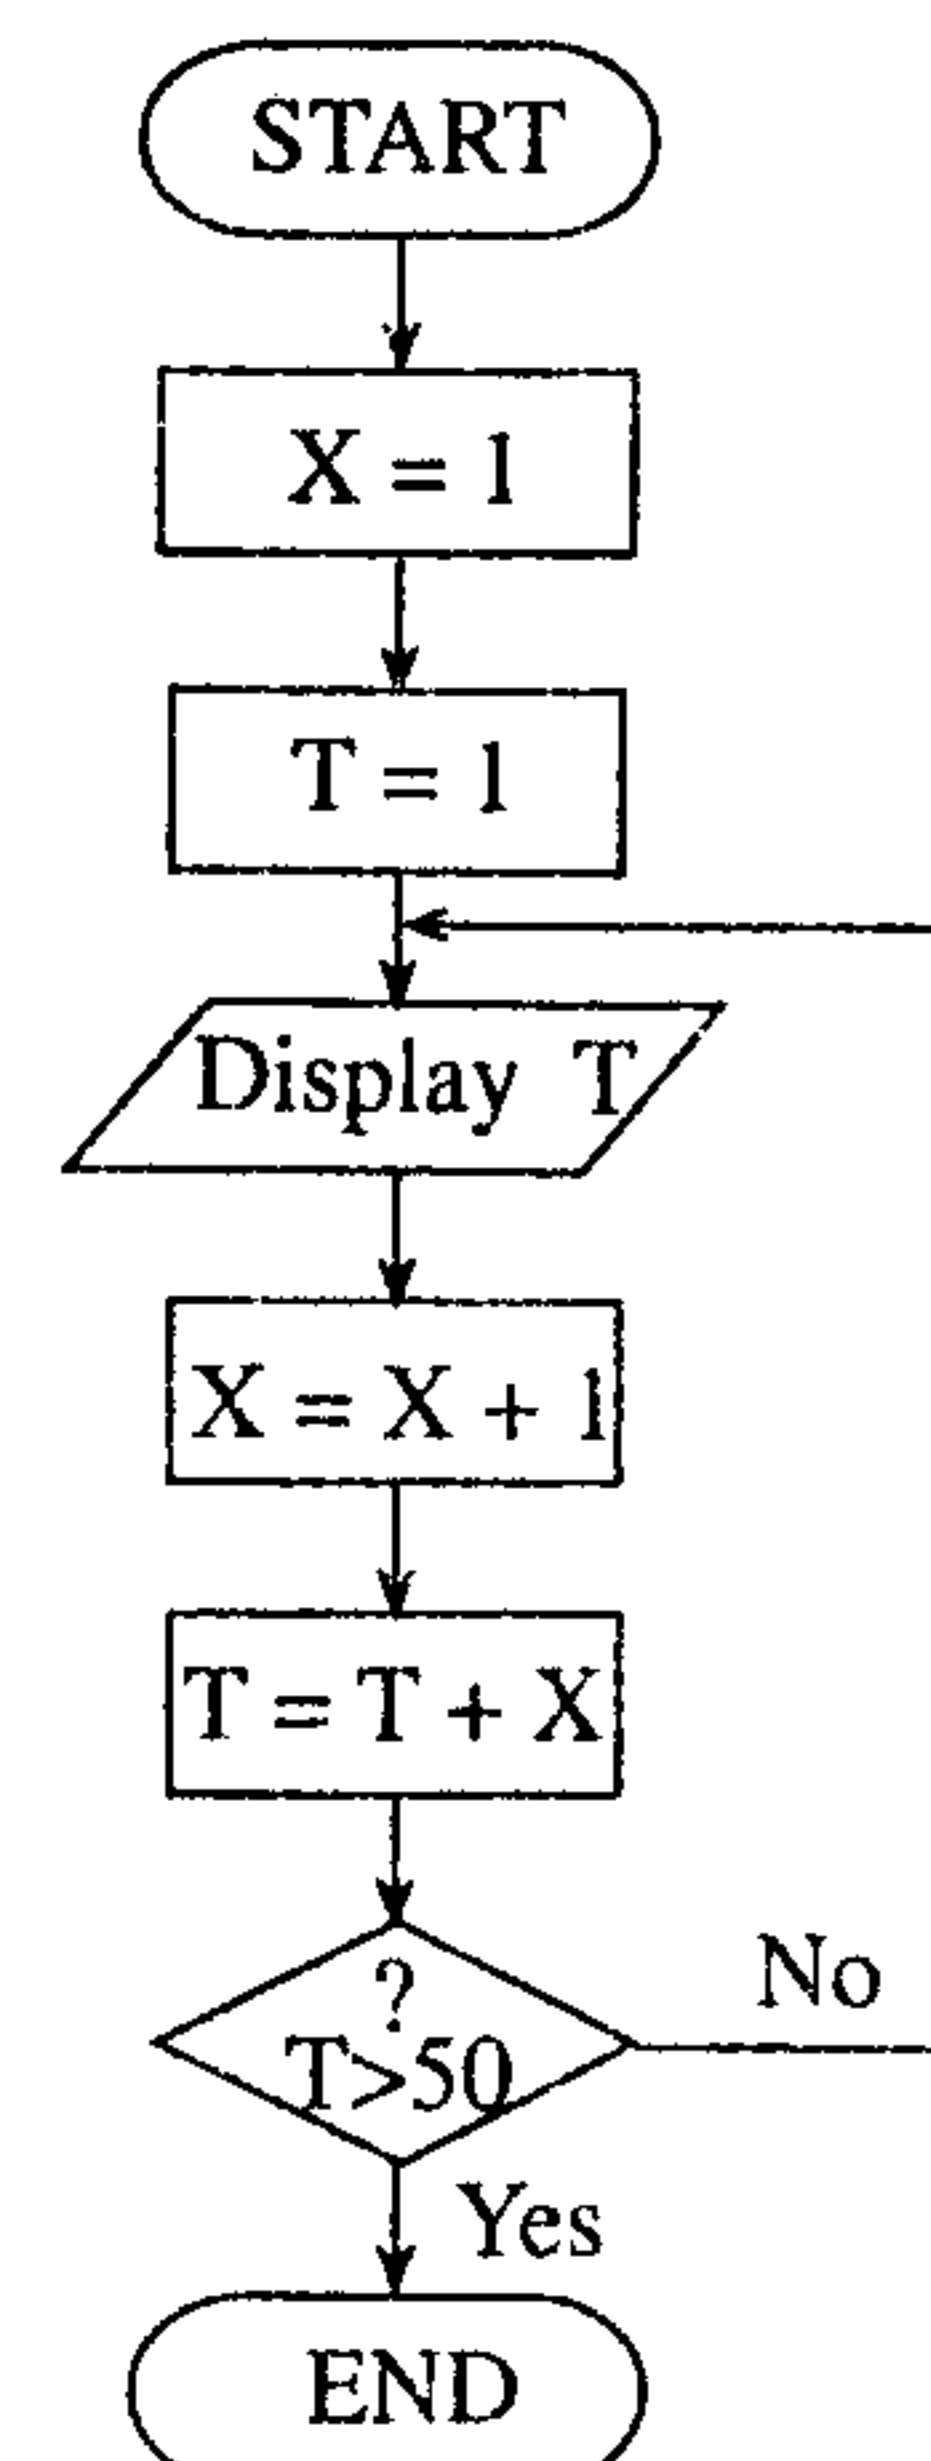 START
X = 1
T = 1
Display T
X = X + 1
T = T + X
?
T>50
No
Yes
END